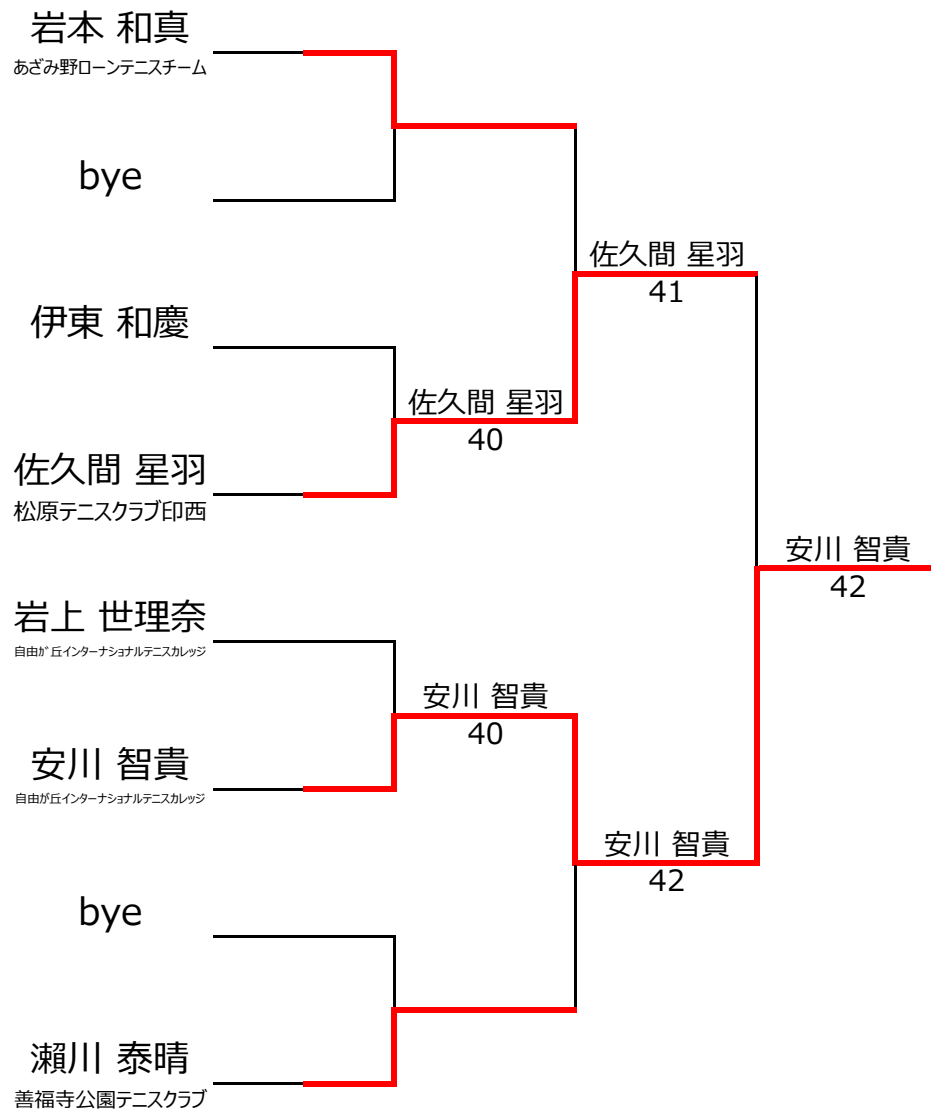 岩本 和真
あざみ野ローンテニスチーム
bye
佐久間 星羽
41
伊東 和慶
佐久間 星羽
40
佐久間 星羽
松原テニスクラブ印西
安川 智貴
42
岩上 世理奈
自由が丘インターナショナルテニスカレッジ
安川 智貴
40
安川 智貴
自由が丘インターナショナルテニスカレッジ
安川 智貴
42
bye
瀨川 泰晴
善福寺公園テニスクラブ